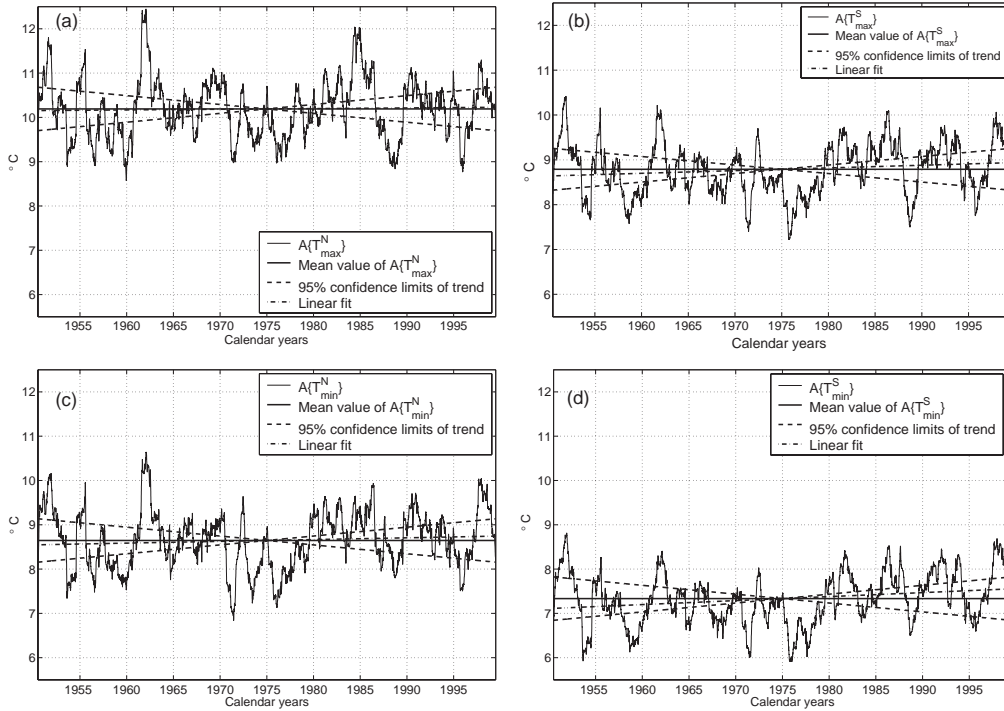 (a)
12
11
10
9
8
7
6
° C
A{T^N_max}
Mean value of A{T^N_max}
95% confidence limits of trend
Linear fit
1955 1960 1965 1970 1975 1980 1985 1990 1995
Calendar years
(b)
12
11
10
9
8
7
6
° C
A{T^S_max}
Mean value of A{T^S_max}
95% confidence limits of trend
Linear fit
1955 1960 1965 1970 1975 1980 1985 1990 1995
Calendar years
(c)
12
11
10
9
8
7
6
° C
A{T^N_min}
Mean value of A{T^N_min}
95% confidence limits of trend
Linear fit
1955 1960 1965 1970 1975 1980 1985 1990 1995
Calendar years
(d)
12
11
10
9
8
7
6
° C
A{T^S_min}
Mean value of A{T^S_min}
95% confidence limits of trend
Linear fit
1955 1960 1965 1970 1975 1980 1985 1990 1995
Calendar years